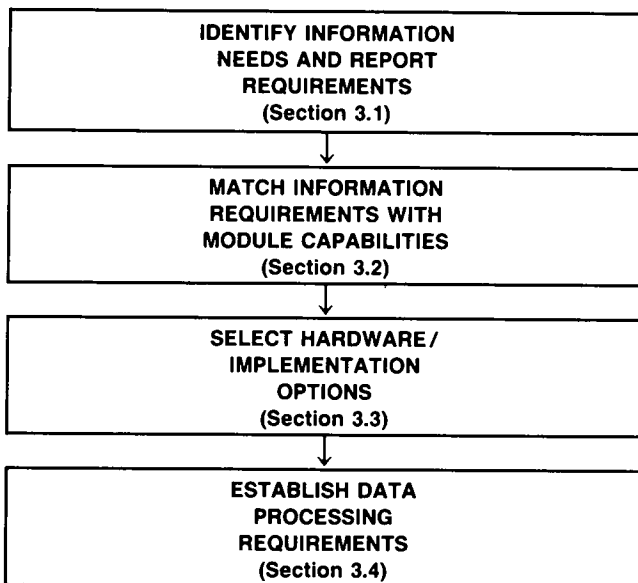 IDENTIFY INFORMATION
NEEDS AND REPORT
REQUIREMENTS
(Section 3.1)
MATCH INFORMATION
REQUIREMENTS WITH
MODULE CAPABILITIES
(Section 3.2)
SELECT HARDWARE/
IMPLEMENTATION
OPTIONS
(Section 3.3)
ESTABLISH DATA
PROCESSING
REQUIREMENTS
(Section 3.4)